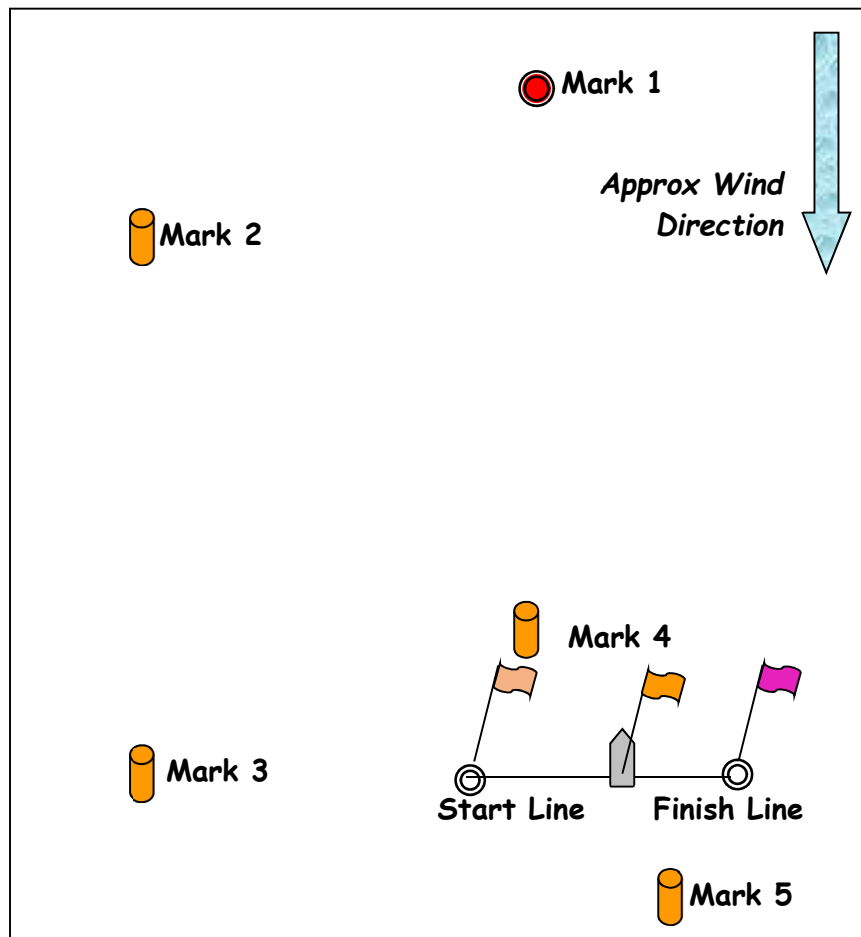 Mark 1
Approx Wind
Direction
Mark 2
Mark 4
Mark 3
Start Line
Finish Line
Mark 5